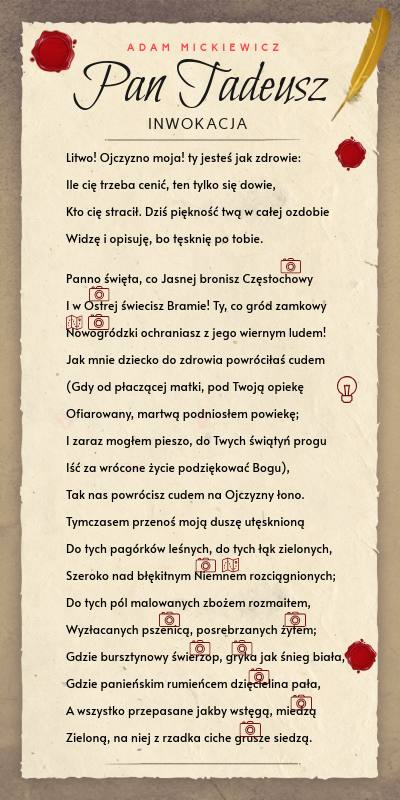 ADAM MICKIEWICZ
Pan Tadeusz
INWOKACJA
Litwo! Ojczyzno moja! ty jesteś jak zdrowie:
Ile cię trzeba cenić, ten tylko się dowie,
Kto cię stracił. Dziś piękność twą w całej ozdobie
Widzę i opisuję, bo tęsknię po tobie.
Panno święta, co Jasnej bronisz Częstochowy
I w Ostrej świecisz Bramie! Ty, co gród zamkowy
Nowogródzki ochraniasz z jego wiernym ludem!
Jak mnie dziecko do zdrowia powróciłaś cudem
(Gdy od płaczącej matki, pod Twoją opiekę
Ofiarowany, martwą podniosłem powiekę;
I zaraz mogłem pieszo, do Twych świątyń progu
Iść za wrócone życie podziękować Bogu),
Tak nas powrócisz cudem na Ojczyzny łono.
Tymczasem przenoś moją duszę utęsknioną
Do tych pagórków leśnych, do tych łąk zielonych,
Szeroko nad błękitnym Niemnem rozciągnionych;
Do tych pól malowanych zbożem rozmaitem,
Wyzłacanych pszenicą, posrebrzanych żytem;
Gdzie bursztynowy świerzop, gryka jak śnieg biała,
Gdzie panieńskim rumieńcem dzięcielina pała,
A wszystko przepasane jakby wstęgą, miedzą
Zieloną, na niej z rzadka ciche grusze siedzą.